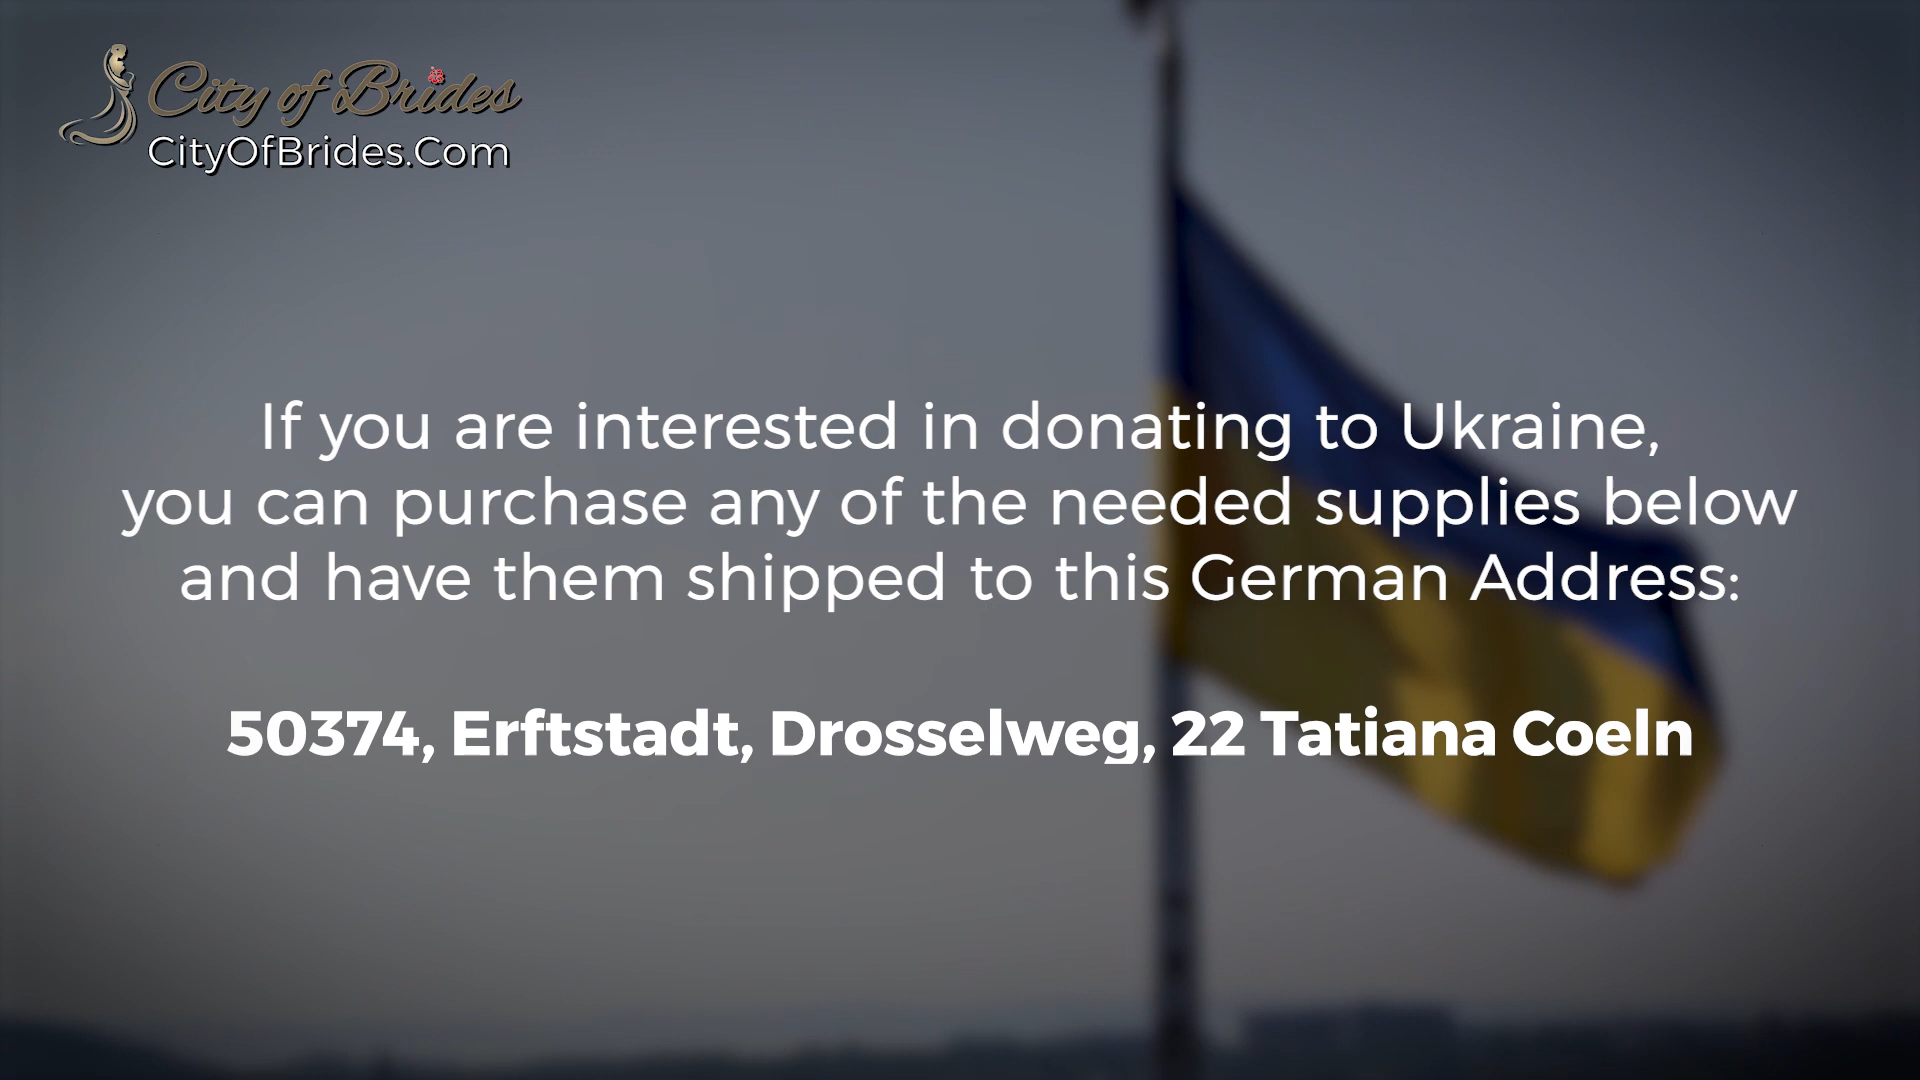 City of Brides
CityOfBrides.Com
If you are interested in donating to Ukraine,
you can purchase any of the needed supplies below
and have them shipped to this German Address:
50374, Erftstadt, Drosselweg, 22 Tatiana Coeln